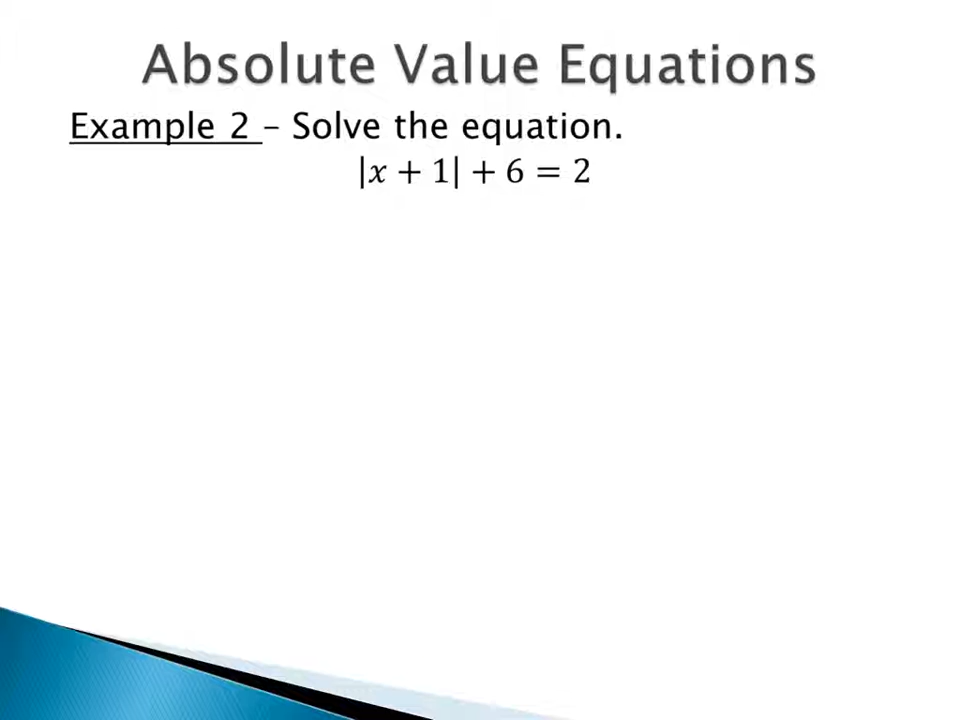 Absolute Value Equations
Example 2 – Solve the equation.
|x + 1| + 6 = 2